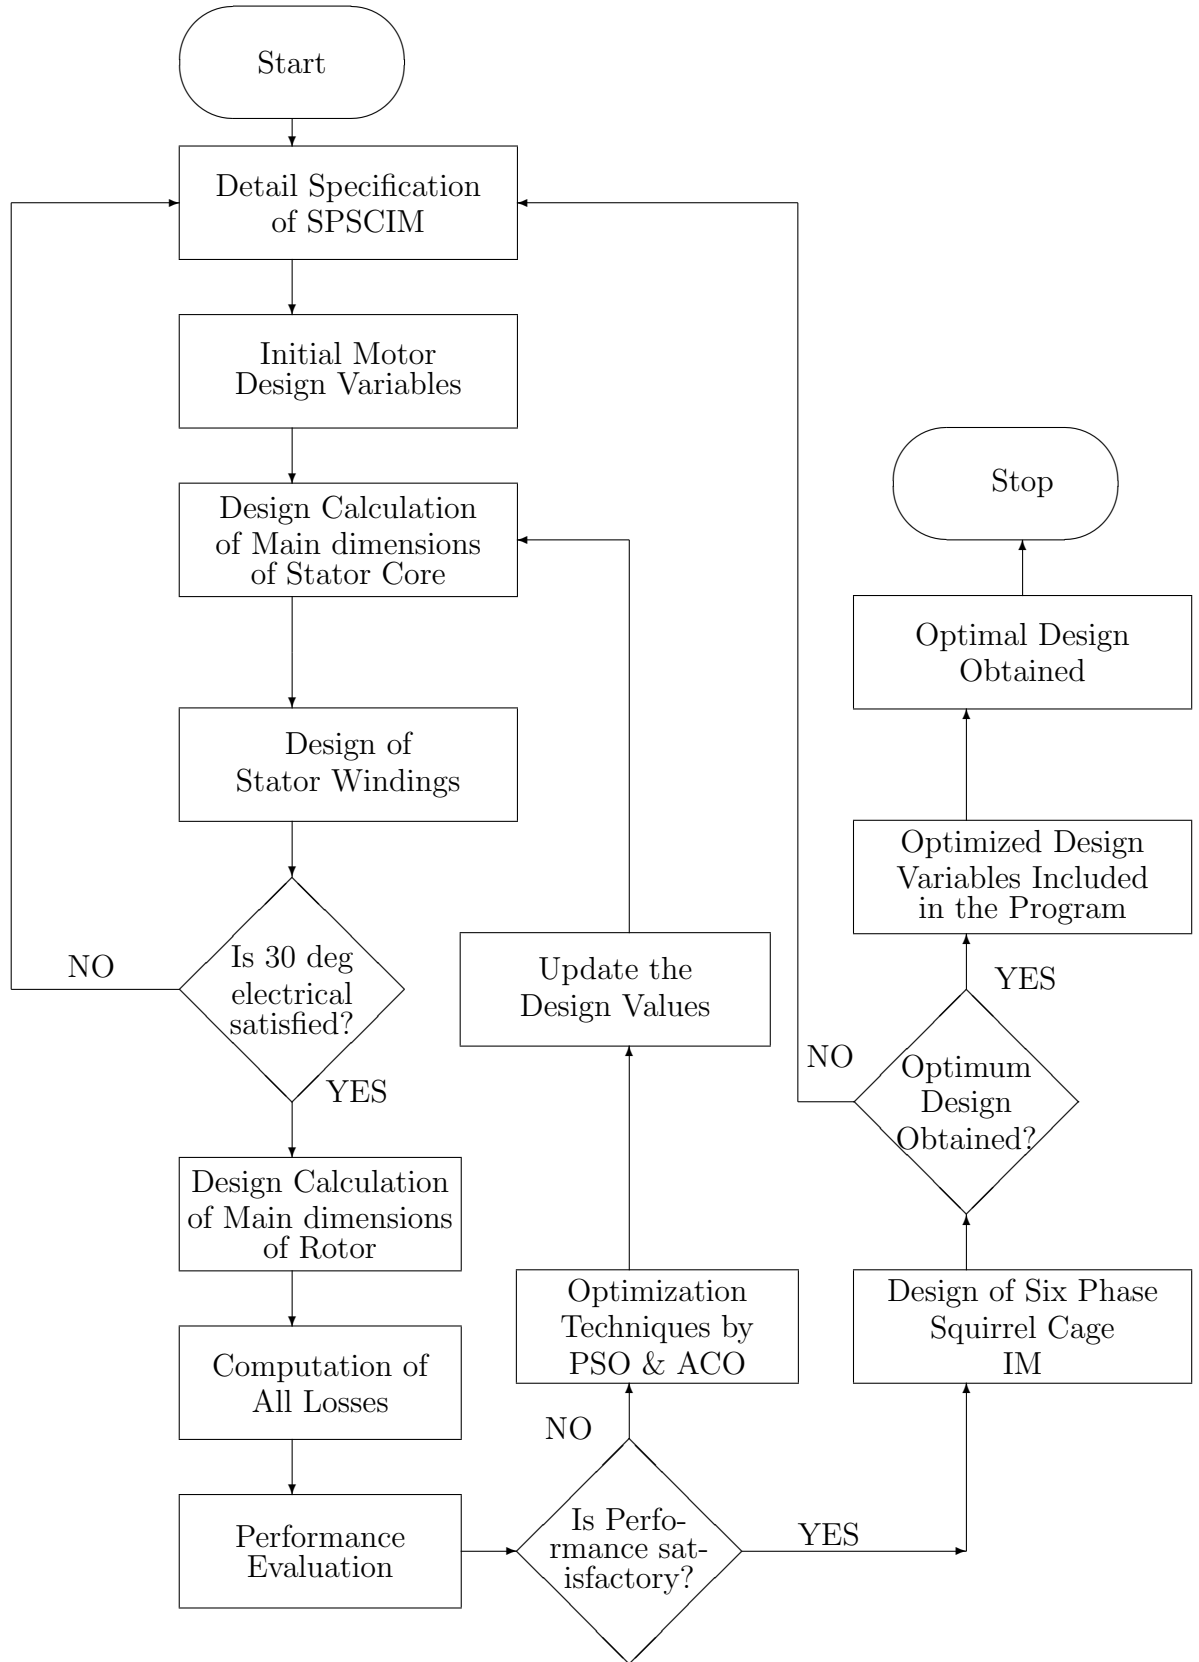 Start
Detail Specification
of SPSCIM
Initial Motor
Design Variables
Design Calculation
of Main dimensions
of Stator Core
Design of
Stator Windings
Is 30 deg
electrical
satisfied?
NO
YES
Design Calculation
of Main dimensions
of Rotor
Computation of
All Losses
Performance
Evaluation
Is Perfo-
rmance sat-
isfactory?
NO
YES
Optimization
Techniques by
PSO & ACO
Update the
Design Values
Design of Six Phase
Squirrel Cage
IM
Optimum
Design
Obtained?
NO
YES
Optimized Design
Variables Included
in the Program
Optimal Design
Obtained
Stop